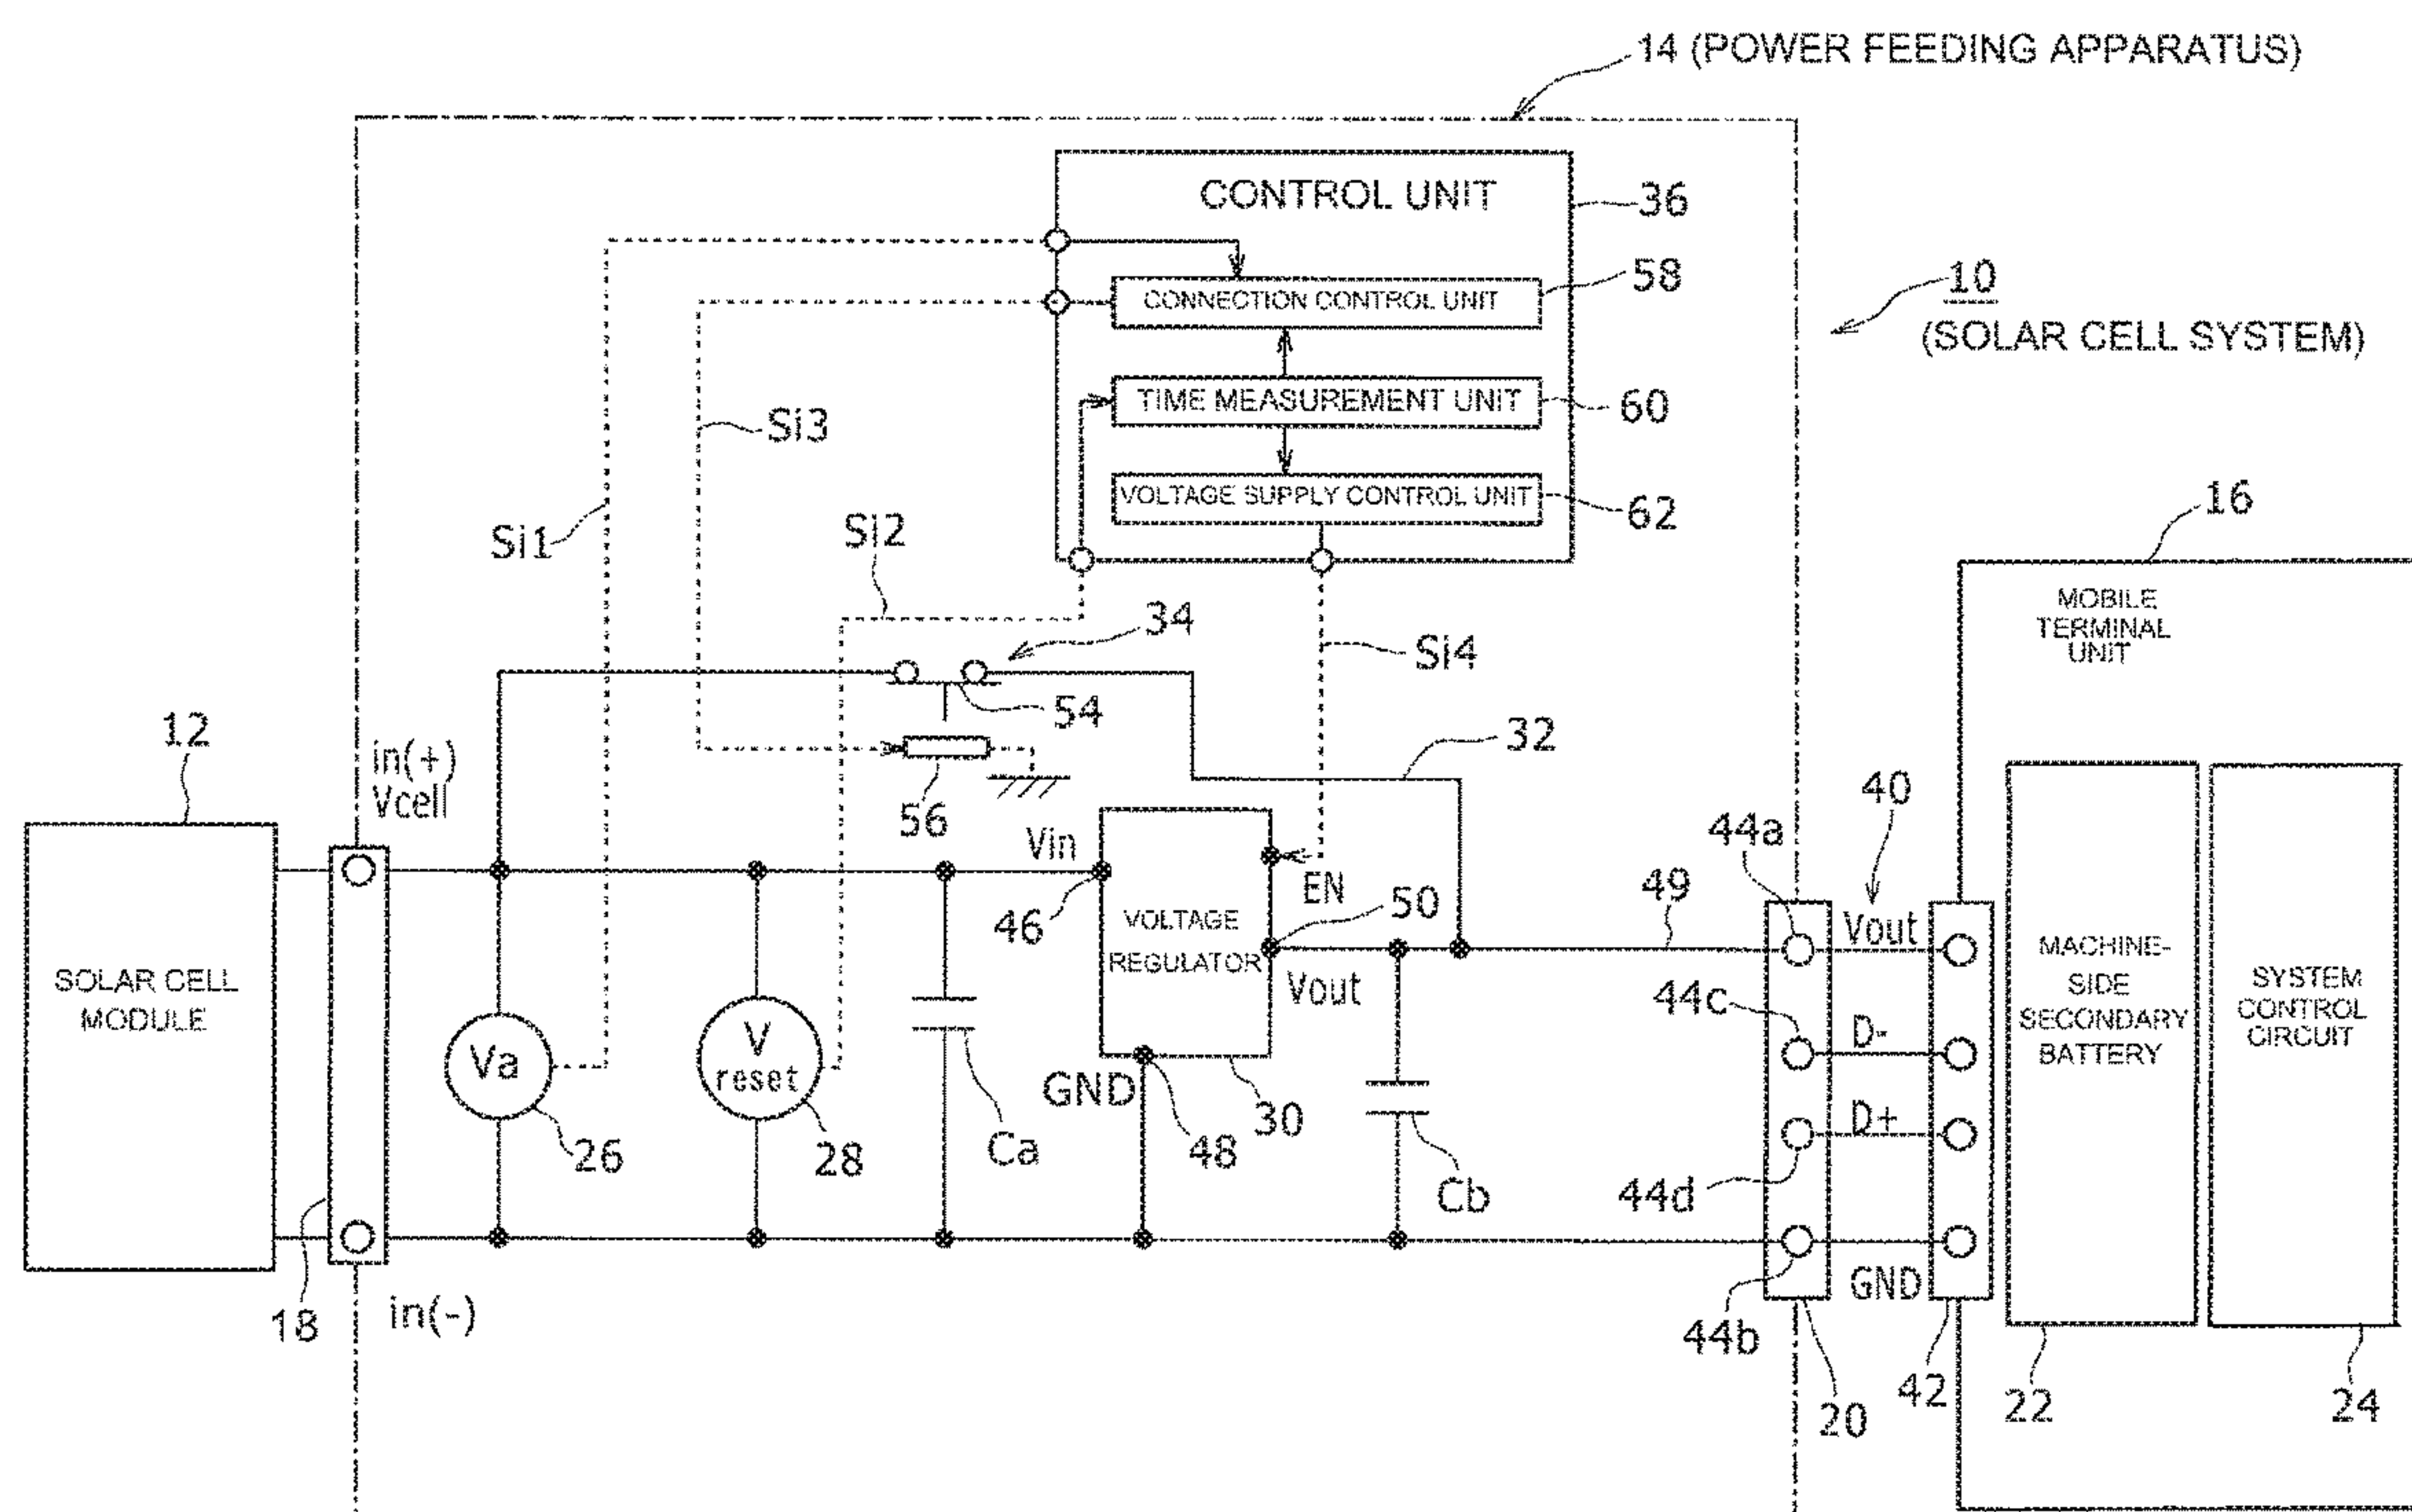 14 (POWER FEEDING APPARATUS)
CONTROL UNIT
36
CONNECTION CONTROL UNIT
58
10
(SOLAR CELL SYSTEM)
TIME MEASUREMENT UNIT
60
Si3
VOLTAGE SUPPLY CONTROL UNIT
62
16
Si1
Si2
MOBILE
TERMINAL
UNIT
34
Si4
54
12
in(+)
Vcell
32
56
40
44a
Vin
EN
49
50
46
Vout
VOLTAGE
REGULATOR
MACHINE-
SIDE
SECONDARY
BATTERY
SYSTEM
CONTROL
CIRCUIT
SOLAR CELL
MODULE
Vout
44c
D-
Va
V
reset
GND
30
D+
26
28
Ca
48
Cb
44d
GND
18
in(-)
44b
42
22
24
20